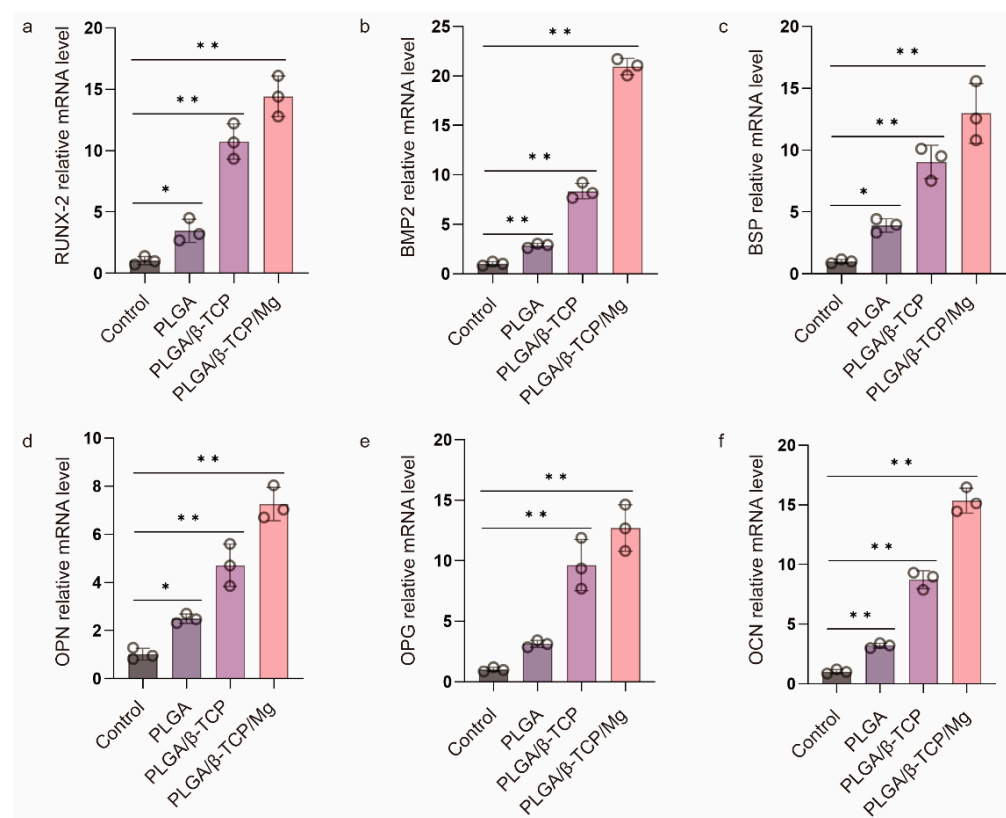 a
RUNX-2 relative mRNA level
20
15
10
5
0
* *
* *
*
Control
PLGA
PLGA/β-TCP
PLGA/β-TCP/Mg
b
BMP2 relative mRNA level
25
20
15
10
5
0
* *
* *
* *
Control
PLGA
PLGA/β-TCP
PLGA/β-TCP/Mg
c
BSP relative mRNA level
20
15
10
5
0
* *
* *
*
Control
PLGA
PLGA/β-TCP
PLGA/β-TCP/Mg
d
OPN relative mRNA level
10
8
6
4
2
0
* *
* *
*
Control
PLGA
PLGA/β-TCP
PLGA/β-TCP/Mg
e
OPG relative mRNA level
20
15
10
5
0
* *
* *
Control
PLGA
PLGA/β-TCP
PLGA/β-TCP/Mg
f
OCN relative mRNA level
20
15
10
5
0
* *
* *
* *
Control
PLGA
PLGA/β-TCP
PLGA/β-TCP/Mg